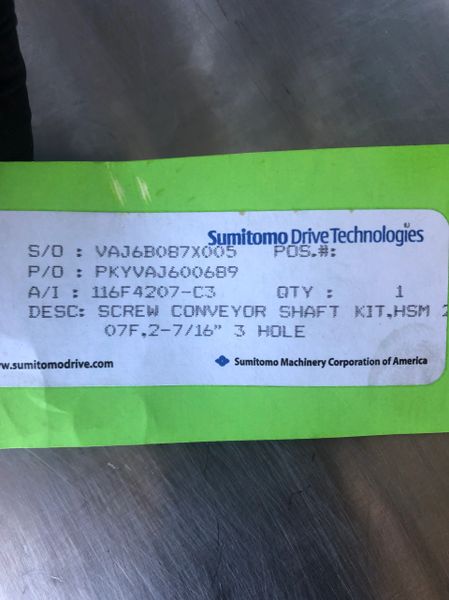 Sumitomo Drive Technologies
S/O : VAJ6B087X005 POS.#:
P/O : PKYVAJ600689
A/I : 116F4207-C3 QTY : 1
DESC: SCREW CONVEYOR SHAFT KIT,HSM 2
07F,2-7/16" 3 HOLE
w.sumitomodrive.com Sumitomo Machinery Corporation of America